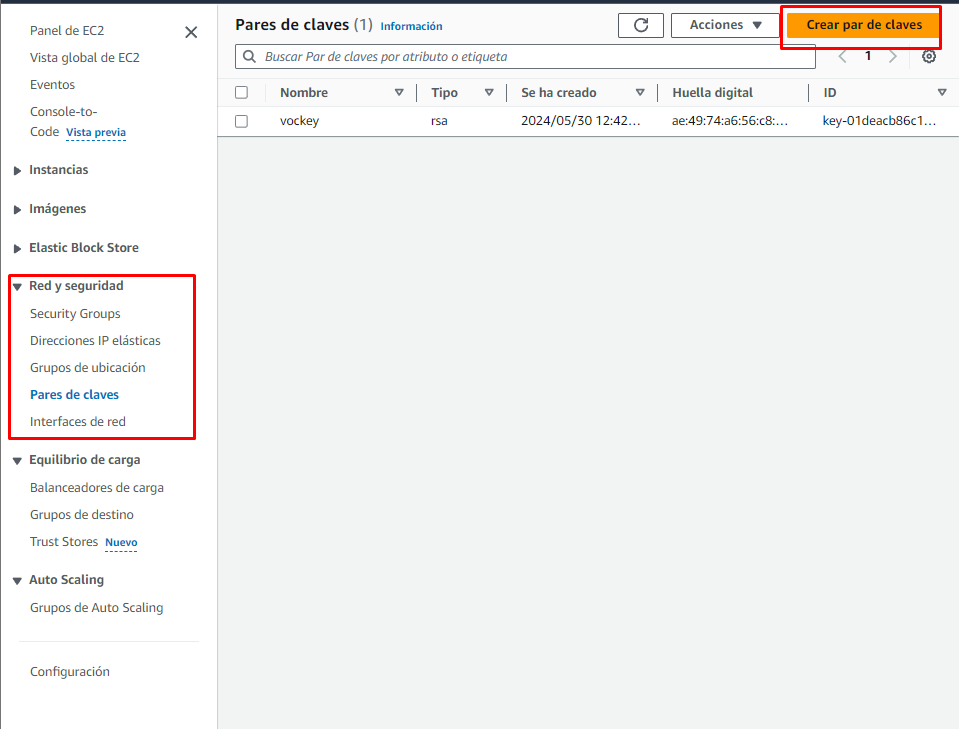 Panel de EC2
Vista global de EC2
Eventos
Console-to-
Code Vista previa
Instancias
Imágenes
Elastic Block Store
Red y seguridad
Security Groups
Direcciones IP elásticas
Grupos de ubicación
Pares de claves
Interfaces de red
Equilibrio de carga
Balanceadores de carga
Grupos de destino
Trust Stores Nuevo
Auto Scaling
Grupos de Auto Scaling
Configuración
Pares de claves (1) Información
Acciones
Crear par de claves
Buscar Par de claves por atributo o etiqueta
1
Nombre Tipo Se ha creado Huella digital ID
vockey rsa 2024/05/30 12:42... ae:49:74:a6:56:c8:... key-01deacb86c1...